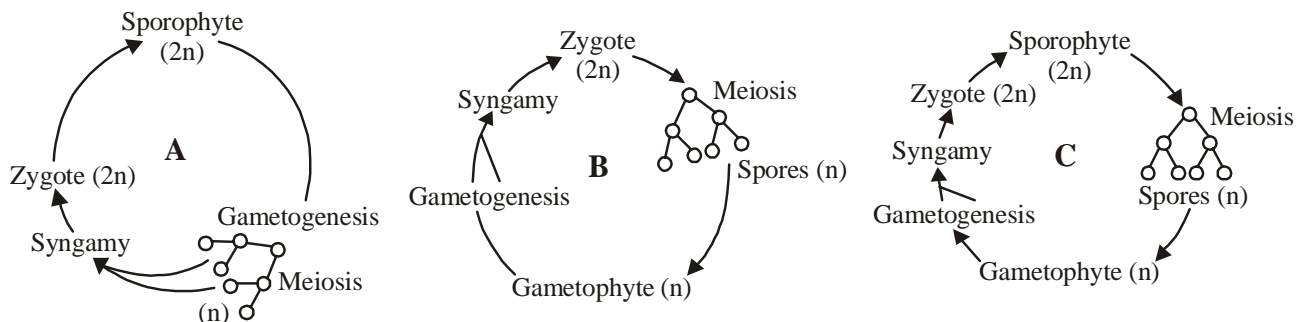 Sporophyte
(2n)
A
Zygote (2n)
Gametogenesis
Syngamy
Meiosis
(n)
Zygote
(2n)
Syngamy
Meiosis
B
Spores (n)
Gametogenesis
Gametophyte (n)
Sporophyte
(2n)
Zygote (2n)
Meiosis
Syngamy
C
Spores (n)
Gametogenesis
Gametophyte (n)